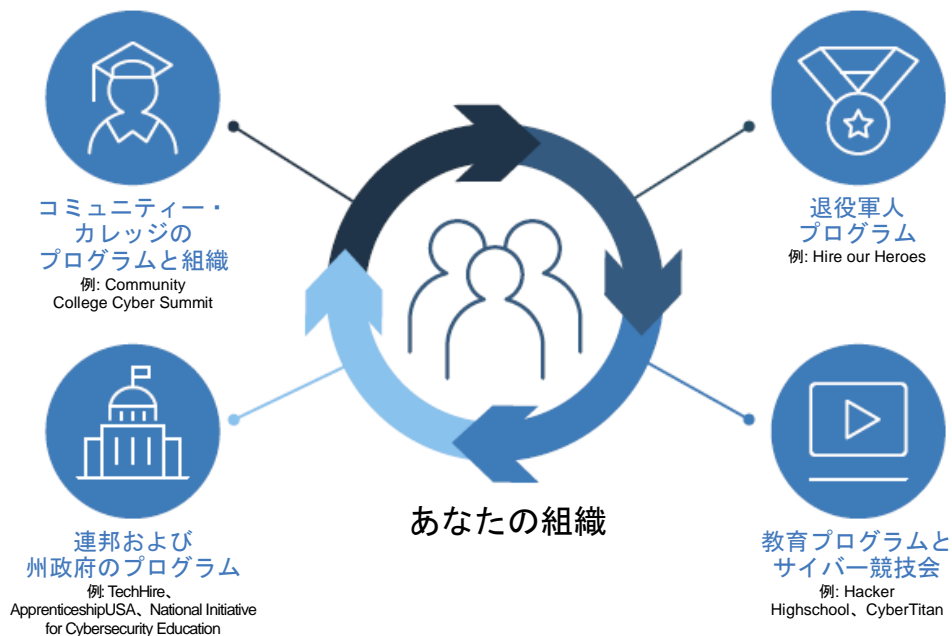 コミュニティー・
カレッジの
プログラムと組織
例: Community
College Cyber Summit
退役軍人
プログラム
例: Hire our Heroes
あなたの組織
連邦および
州政府のプログラム
例: TechHire、
ApprenticeshipUSA、National Initiative
for Cybersecurity Education
教育プログラムと
サイバー競技会
例: Hacker
Highschool、CyberTitan